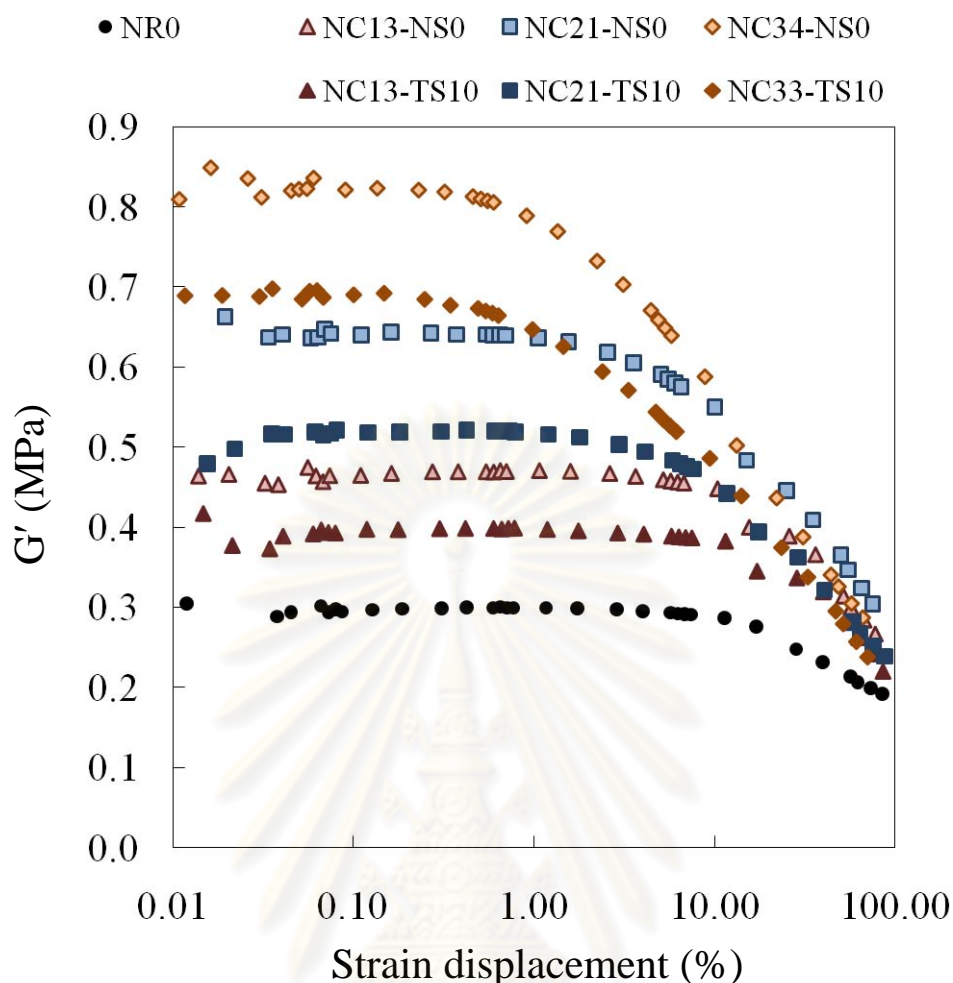 NR0 NC13-NS0 NC21-NS0 NC34-NS0
NC13-TS10 NC21-TS10 NC33-TS10
0.9
0.8
0.7
0.6
0.5
0.4
0.3
0.2
0.1
0.0
G′ (MPa)
0.01 0.10 1.00 10.00 100.00
Strain displacement (%)